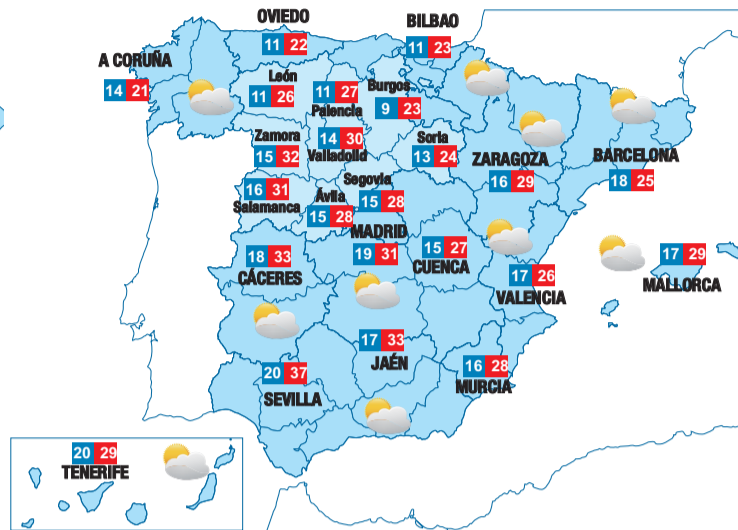 OVIEDO
11 22
BILBAO
11 23
A CORUÑA
14 21
León
11 26
11 27
Palencia
Burgos
9 23
Zamora
15 32
14 30
Valladolid
Soria
13 24
ZARAGOZA
16 29
BARCELONA
18 25
16 31
Salamanca
Ávila
15 28
Segovia
15 28
MADRID
19 31
15 27
CUENCA
18 33
CÁCERES
17 26
VALENCIA
17 29
MALLORCA
17 33
JAÉN
16 28
MURCIA
20 37
SEVILLA
20 29
TENERIFE